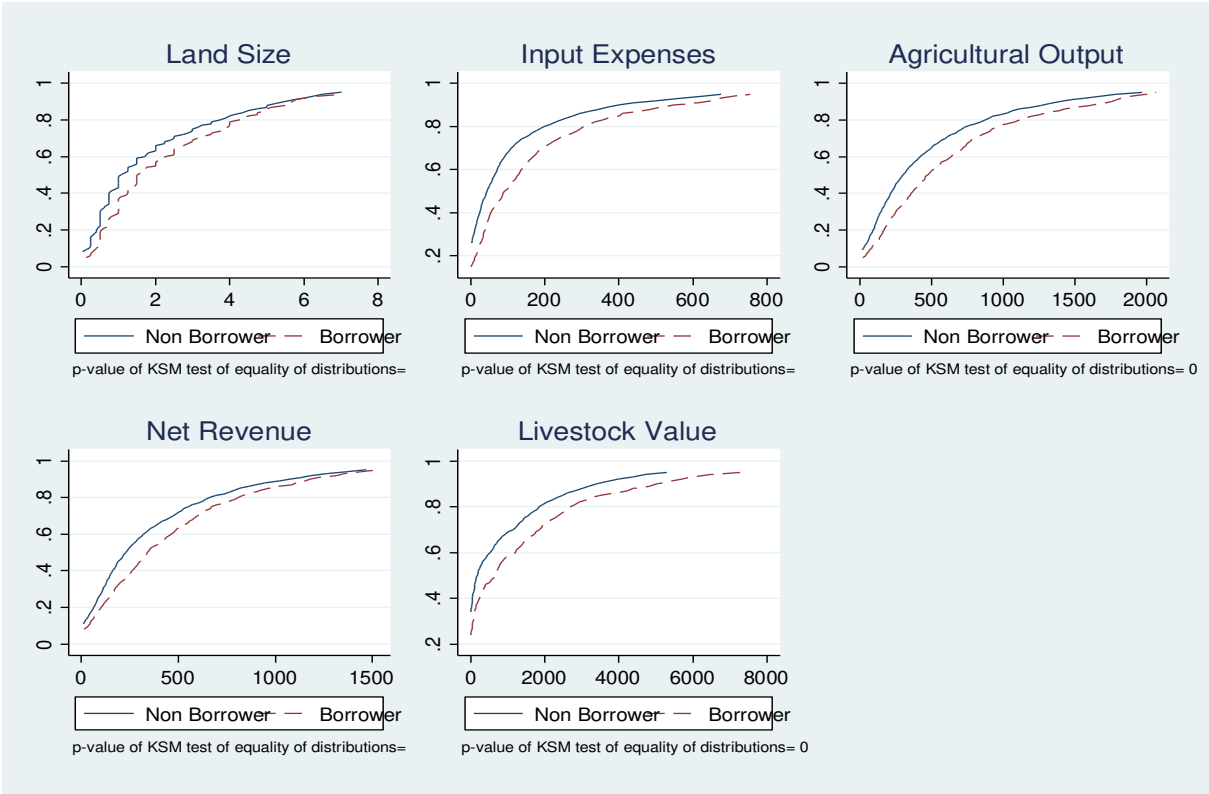 Land Size
Input Expenses
Agricultural Output
1
.8
.6
.4
.2
0
0 2 4 6 8
1
.8
.6
.4
.2
0 200 400 600 800
1
.8
.6
.4
.2
0
0 500 1000 1500 2000
Non Borrower Borrower
Non Borrower Borrower
Non Borrower Borrower
p-value of KSM test of equality of distributions=
p-value of KSM test of equality of distributions=
p-value of KSM test of equality of distributions= 0
Net Revenue
Livestock Value
1
.8
.6
.4
.2
0
0 500 1000 1500
1
.8
.6
.4
.2
0 2000 4000 6000 8000
Non Borrower Borrower
Non Borrower Borrower
p-value of KSM test of equality of distributions=
p-value of KSM test of equality of distributions= 0